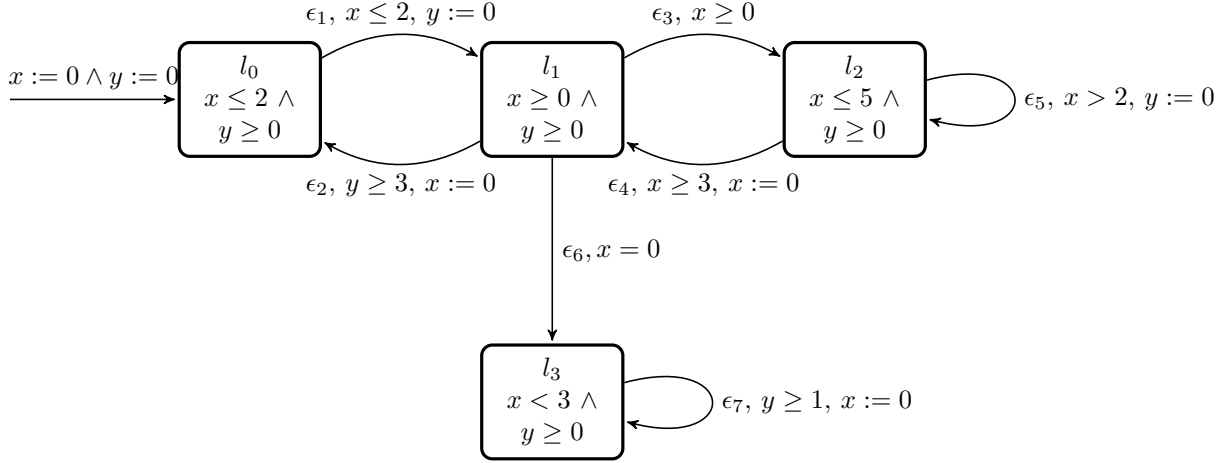 ϵ₁, x ≤ 2, y := 0
ϵ₃, x ≥ 0
x := 0 ∧ y := 0
l₀
x ≤ 2 ∧
y ≥ 0
l₁
x ≥ 0 ∧
y ≥ 0
l₂
x ≤ 5 ∧
y ≥ 0
ϵ₅, x > 2, y := 0
ϵ₂, y ≥ 3, x := 0
ϵ₄, x ≥ 3, x := 0
ϵ₆, x = 0
l₃
x < 3 ∧
y ≥ 0
ϵ₇, y ≥ 1, x := 0